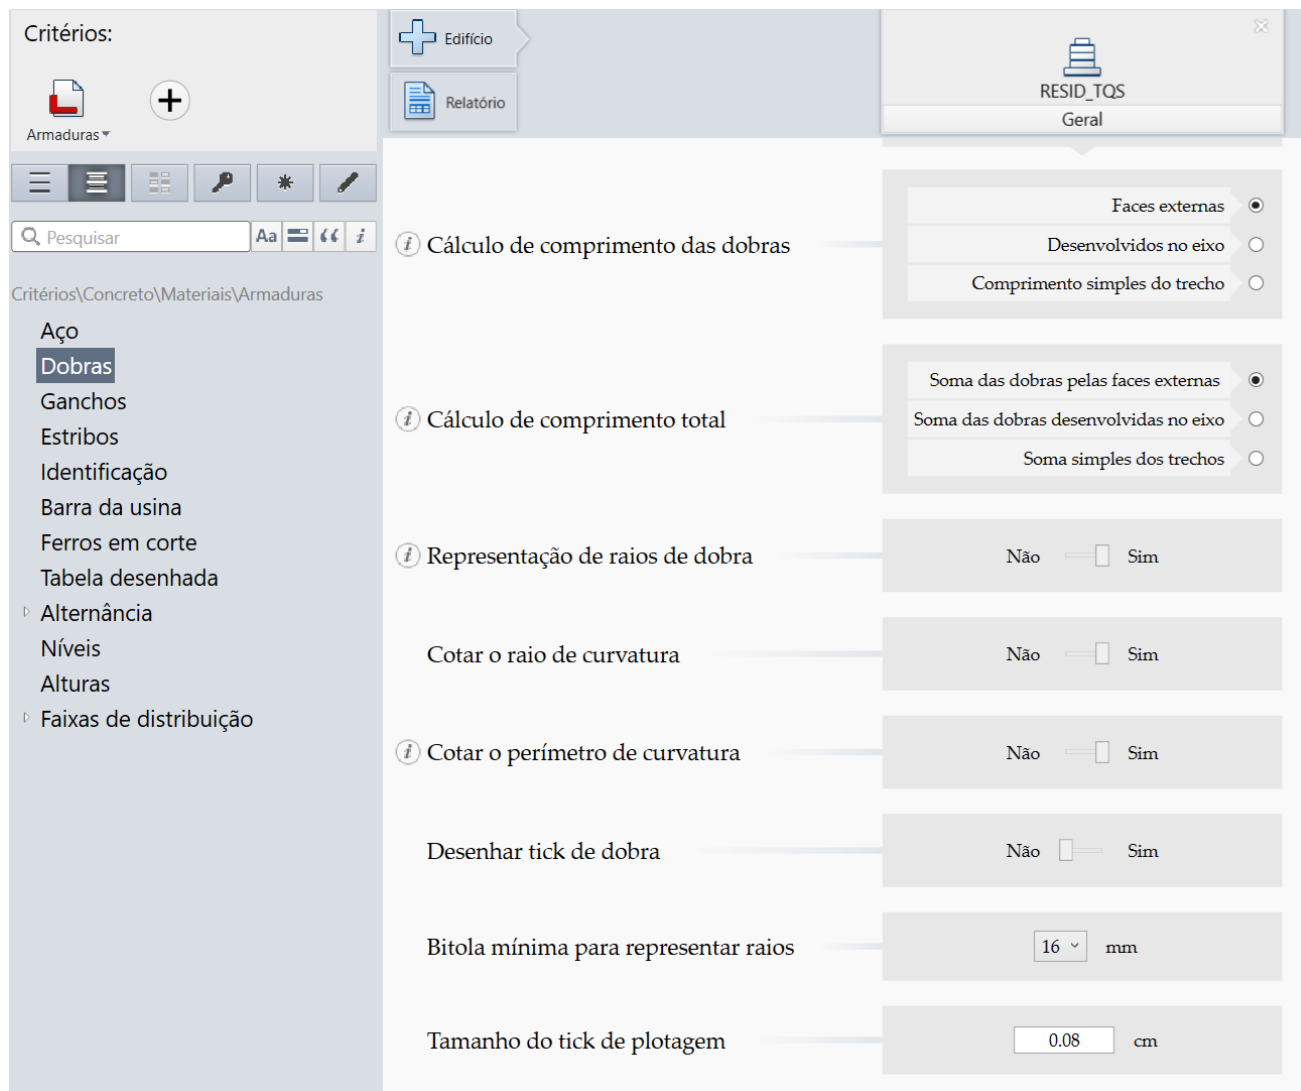 Critérios:
Armaduras
Pesquisar
Aa
Critérios\Concreto\Materiais\Armaduras
Aço
Dobras
Ganchos
Estribos
Identificação
Barra da usina
Ferros em corte
Tabela desenhada
Alternância
Níveis
Alturas
Faixas de distribuição
Edifício
Relatório
RESID_TQS
Geral
i Cálculo de comprimento das dobras
Faces externas
Desenvolvidos no eixo
Comprimento simples do trecho
i Cálculo de comprimento total
Soma das dobras pelas faces externas
Soma das dobras desenvolvidas no eixo
Soma simples dos trechos
i Representação de raios de dobra Não Sim
Cotar o raio de curvatura Não Sim
i Cotar o perímetro de curvatura Não Sim
Desenhar tick de dobra Não Sim
Bitola mínima para representar raios 16 mm
Tamanho do tick de plotagem 0.08 cm